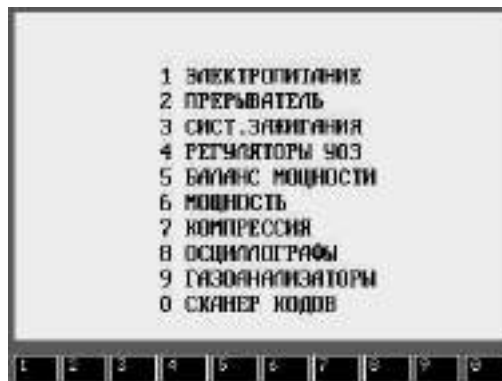 1 ЭЛЕКТРОПИТАНИЕ
2 ПРЕРЫВАТЕЛЬ
3 СИСТ.ЗАЖИГАНИЯ
4 РЕГУЛЯТОРЫ УОЗ
5 БАЛАНС МОЩНОСТИ
6 МОЩНОСТЬ
7 КОМПРЕССИЯ
8 ОСЦИЛЛОГРАФЫ
9 ГАЗОАНАЛИЗАТОРЫ
0 СКАНЕР КОДОВ
1 2 3 4 5 6 7 8 9 0